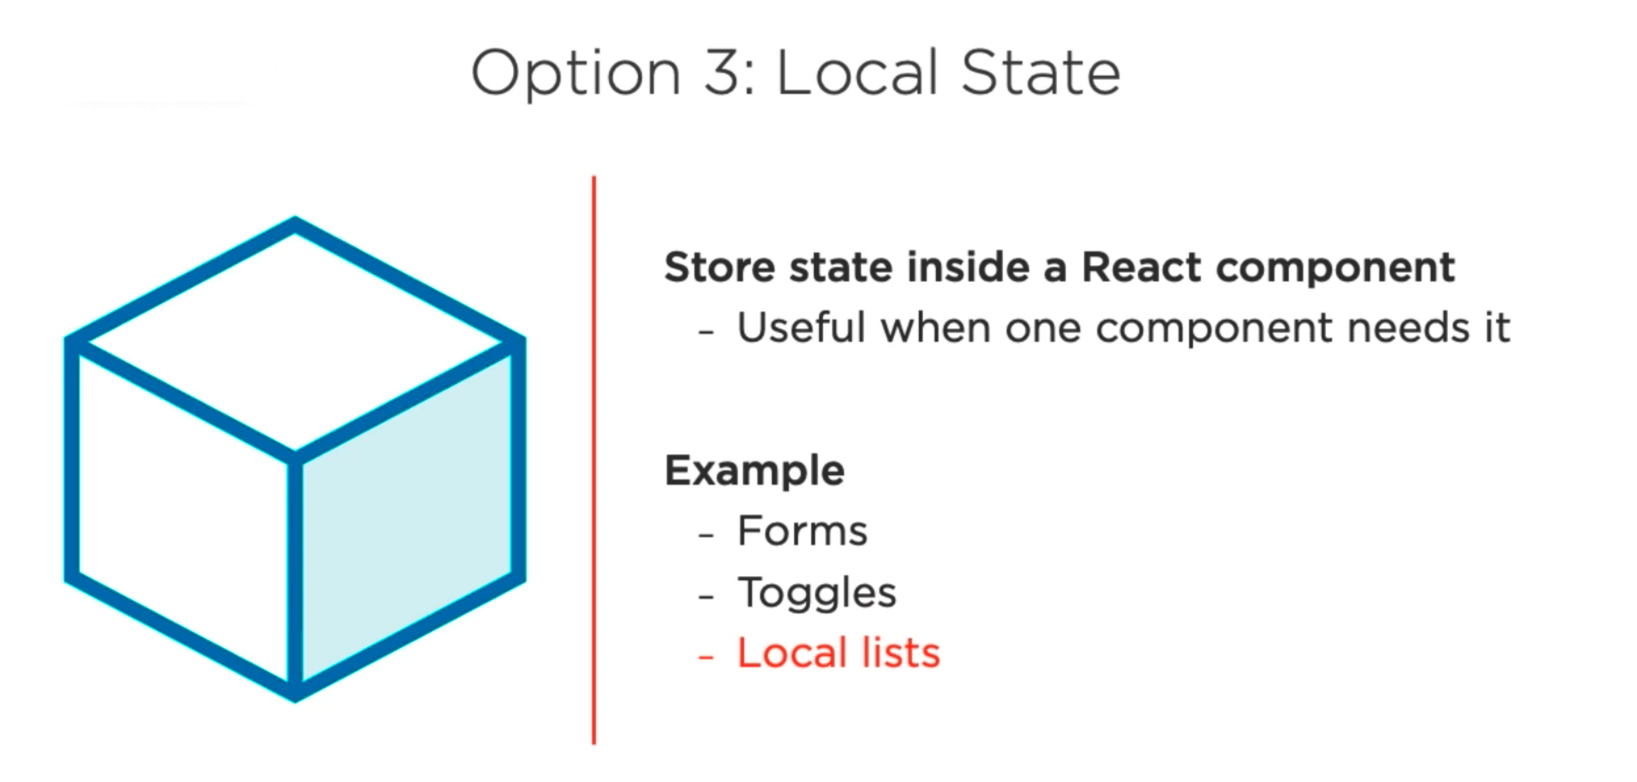 Option 3: Local State
Store state inside a React component
- Useful when one component needs it
Example
- Forms
- Toggles
- Local lists